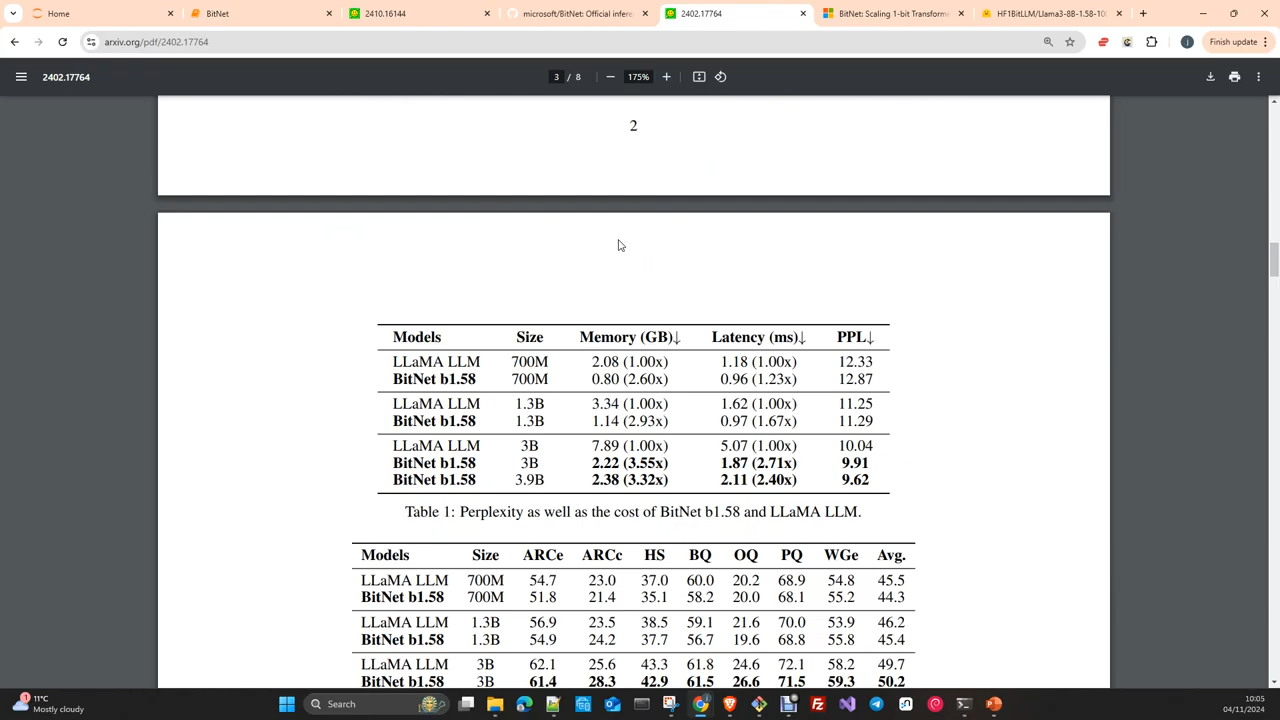 Home
BitNet
2410.16144
microsoft/BitNet: Official infere
2402.17764
BitNet: Scaling 1-bit Transform
HF1BitLLM/Llama3-8B-1.58-10
arxiv.org/pdf/2402.17764
j
Finish update
2402.17764
3 / 8
175%
2
Models Size Memory (GB)↓ Latency (ms)↓ PPL↓
LLaMA LLM 700M 2.08 (1.00x) 1.18 (1.00x) 12.33
BitNet b1.58 700M 0.80 (2.60x) 0.96 (1.23x) 12.87
LLaMA LLM 1.3B 3.34 (1.00x) 1.62 (1.00x) 11.25
BitNet b1.58 1.3B 1.14 (2.93x) 0.97 (1.67x) 11.29
LLaMA LLM 3B 7.89 (1.00x) 5.07 (1.00x) 10.04
BitNet b1.58 3B 2.22 (3.55x) 1.87 (2.71x) 9.91
BitNet b1.58 3.9B 2.38 (3.32x) 2.11 (2.40x) 9.62
Table 1: Perplexity as well as the cost of BitNet b1.58 and LLaMA LLM.
Models Size ARCe ARCc HS BQ OQ PQ WGe Avg.
LLaMA LLM 700M 54.7 23.0 37.0 60.0 20.2 68.9 54.8 45.5
BitNet b1.58 700M 51.8 21.4 35.1 58.2 20.0 68.1 55.2 44.3
LLaMA LLM 1.3B 56.9 23.5 38.5 59.1 21.6 70.0 53.9 46.2
BitNet b1.58 1.3B 54.9 24.2 37.7 56.7 19.6 68.8 55.8 45.4
LLaMA LLM 3B 62.1 25.6 43.3 61.8 24.6 72.1 58.2 49.7
BitNet b1.58 3B 61.4 28.3 42.9 61.5 26.6 71.5 59.3 50.2
1
11°C
Mostly cloudy
Search
10:05
04/11/2024